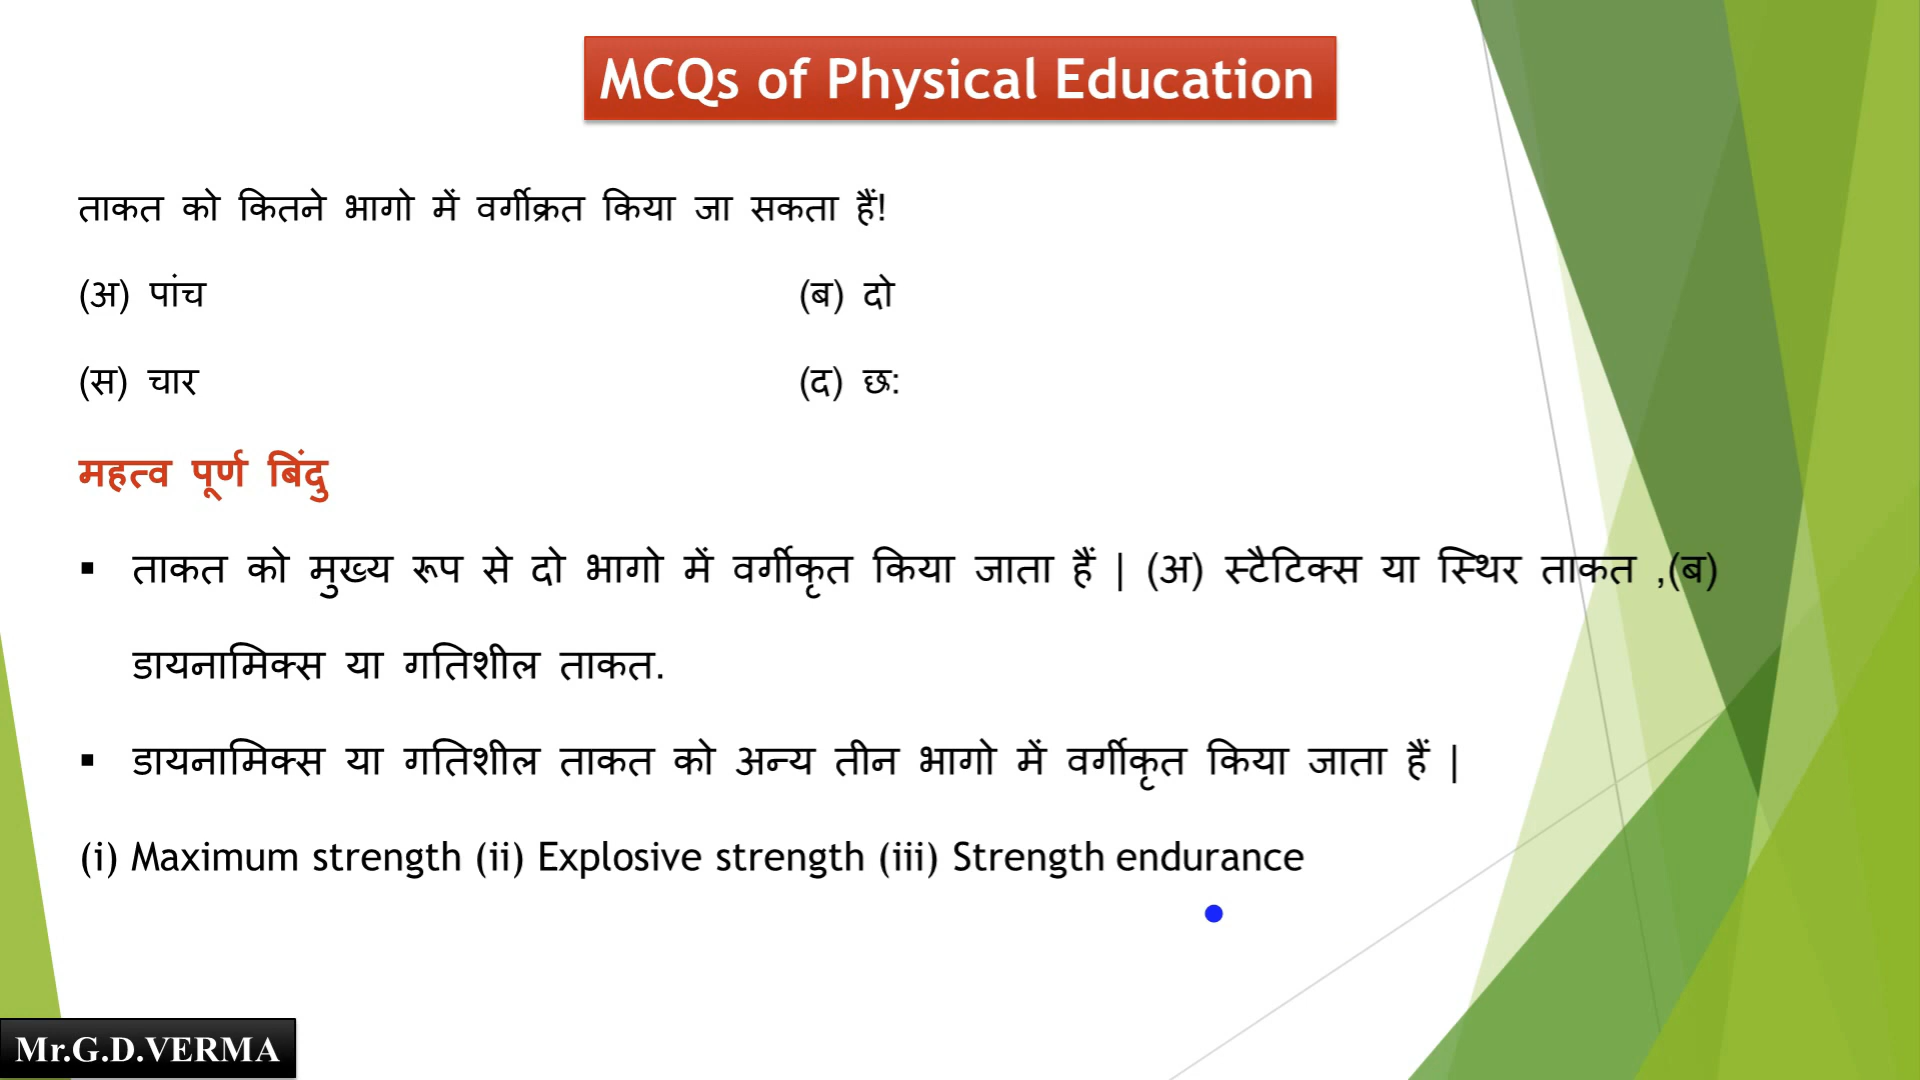 MCQs of Physical Education
ताकत को कितने भागो में वर्गीक्रत किया जा सकता हैं!
(अ) पांच (ब) दो
(स) चार (द) छ:
महत्व पूर्ण बिंदु
▪ ताकत को मुख्य रूप से दो भागो में वर्गीकृत किया जाता हैं | (अ) स्टैटिक्स या स्थिर ताकत ,(ब)
डायनामिक्स या गतिशील ताकत.
▪ डायनामिक्स या गतिशील ताकत को अन्य तीन भागो में वर्गीकृत किया जाता हैं |
(i) Maximum strength (ii) Explosive strength (iii) Strength endurance
Mr.G.D.VERMA